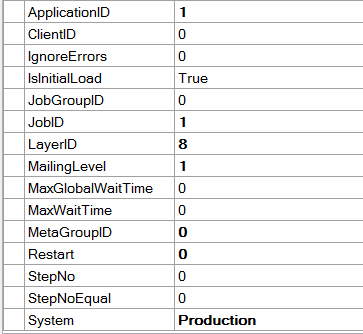 ApplicationID 1
ClientID 0
IgnoreErrors 0
IsInitialLoad True
JobGroupID 0
JobID 1
LayerID 8
MailingLevel 1
MaxGlobalWaitTime 0
MaxWaitTime 0
MetaGroupID 0
Restart 0
StepNo 0
StepNoEqual 0
System Production